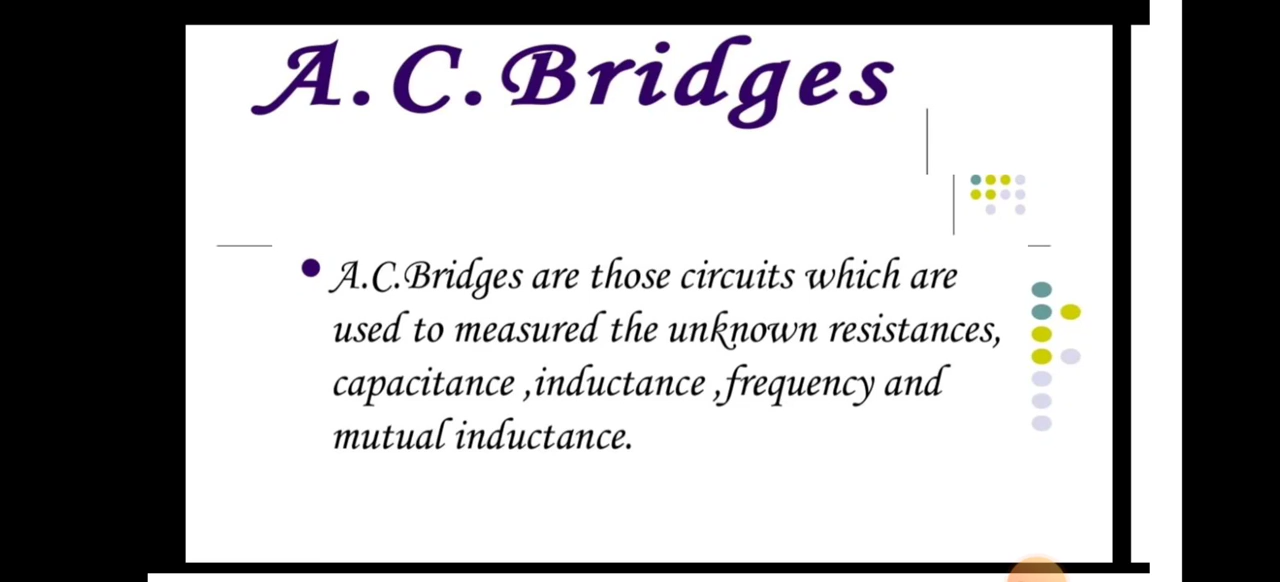 A.C.Bridges
• A.C.Bridges are those circuits which are
used to measured the unknown resistances,
capacitance ,inductance ,frequency and
mutual inductance.